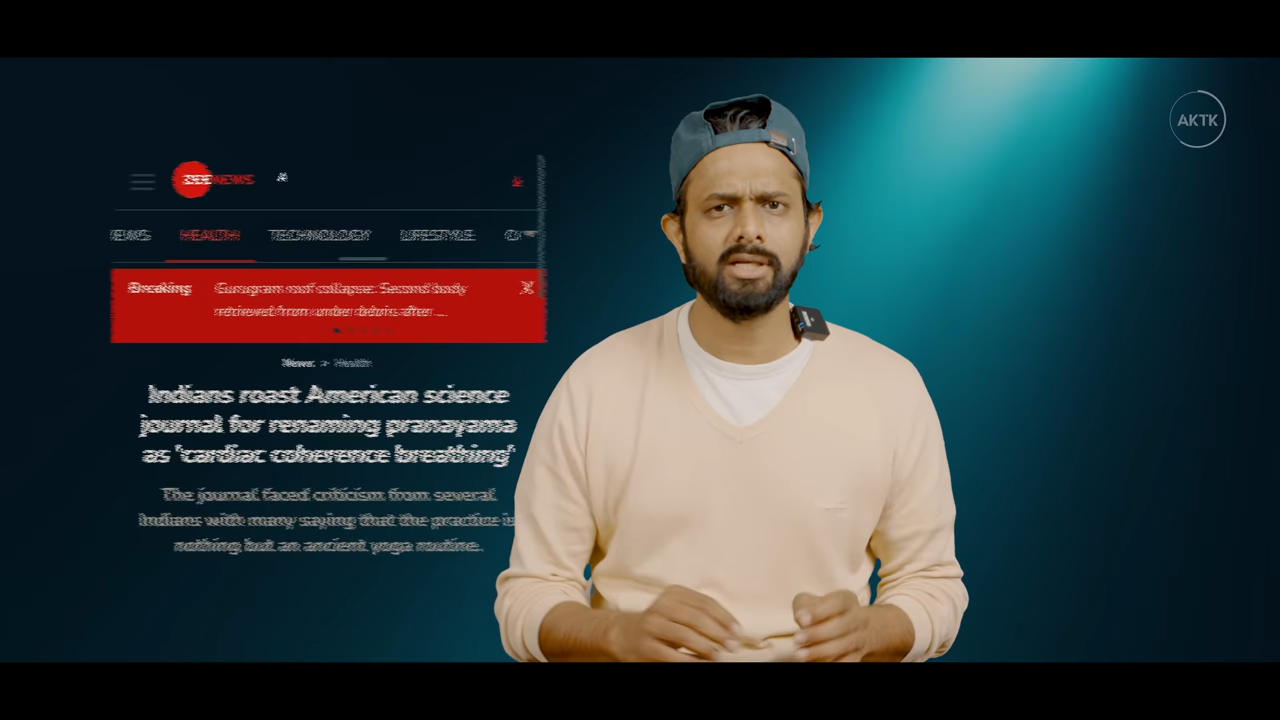 AKTK
ZEE NEWS
EWS HEALTH TECHNOLOGY LIFESTYLE
Breaking Gurugram roof collapse: Second body
retrieved from under debris after ...
News > Health
Indians roast American science
journal for renaming pranayama
as 'cardiac coherence breathing'
The journal faced criticism from several
Indians with many saying that the practice is
nothing but an ancient yoga routine.